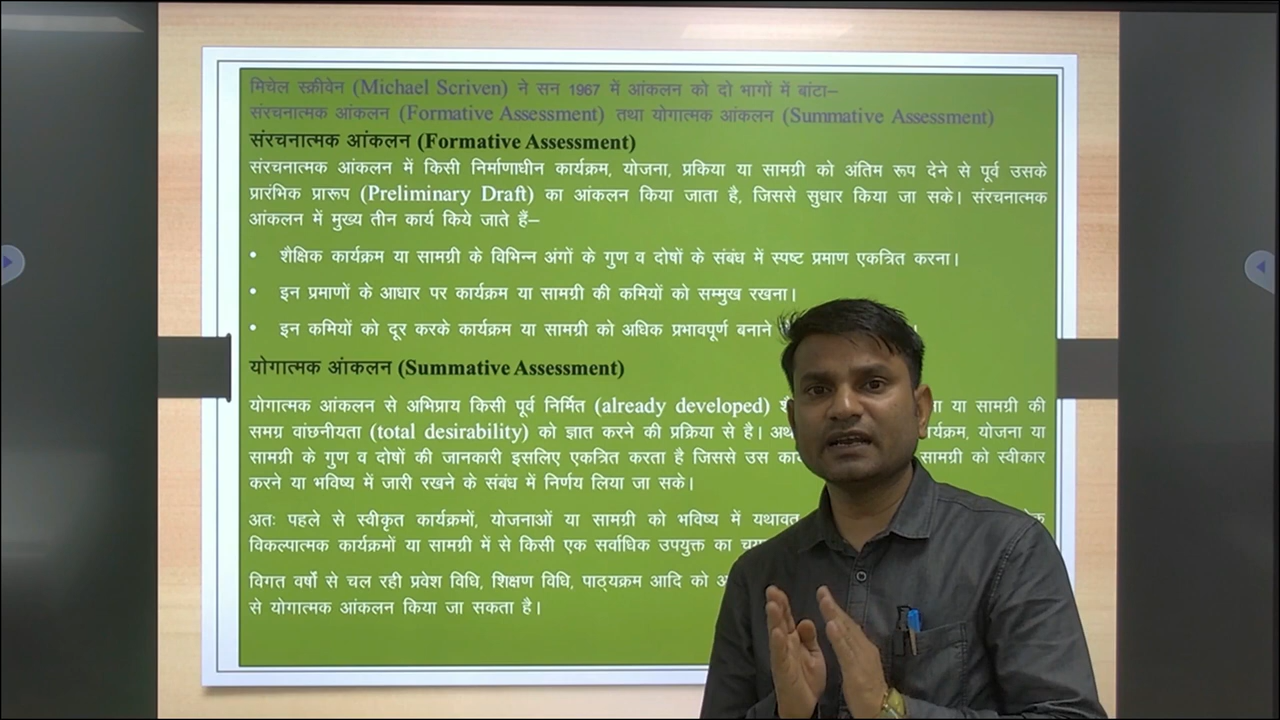 मिचेल स्क्रीवेन (Michael Scriven) ने सन 1967 में आंकलन को दो भागों में बांटा–
संरचनात्मक आंकलन (Formative Assessment) तथा योगात्मक आंकलन (Summative Assessment)
संरचनात्मक आंकलन (Formative Assessment)
संरचनात्मक आंकलन में किसी निर्माणाधीन कार्यक्रम, योजना, प्रकिया या सामग्री को अंतिम रूप देने से पूर्व उसके
प्रारंभिक प्रारूप (Preliminary Draft) का आंकलन किया जाता है, जिससे सुधार किया जा सके। संरचनात्मक
आंकलन में मुख्य तीन कार्य किये जाते हैं–
• शैक्षिक कार्यक्रम या सामग्री के विभिन्न अंगों के गुण व दोषों के संबंध में स्पष्ट प्रमाण एकत्रित करना।
• इन प्रमाणों के आधार पर कार्यक्रम या सामग्री की कमियों को सम्मुख रखना।
• इन कमियों को दूर करके कार्यक्रम या सामग्री को अधिक प्रभावपूर्ण बनाने
योगात्मक आंकलन (Summative Assessment)
योगात्मक आंकलन से अभिप्राय किसी पूर्व निर्मित (already developed) या सामग्री की
समग्र वांछनीयता (total desirability) को ज्ञात करने की प्रक्रिया से है। योजना या
सामग्री के गुण व दोषों की जानकारी इसलिए एकत्रित करता है जिससे उस सामग्री को स्वीकार
करने या भविष्य में जारी रखने के संबंध में निर्णय लिया जा सके।
अतः पहले से स्वीकृत कार्यक्रमों, योजनाओं या सामग्री को भविष्य में यथावत
विकल्पात्मक कार्यक्रमों या सामग्री में से किसी एक सर्वाधिक उपयुक्त का
विगत वर्षों से चल रही प्रवेश विधि, शिक्षण विधि, पाठ्यक्रम आदि को
से योगात्मक आंकलन किया जा सकता है।